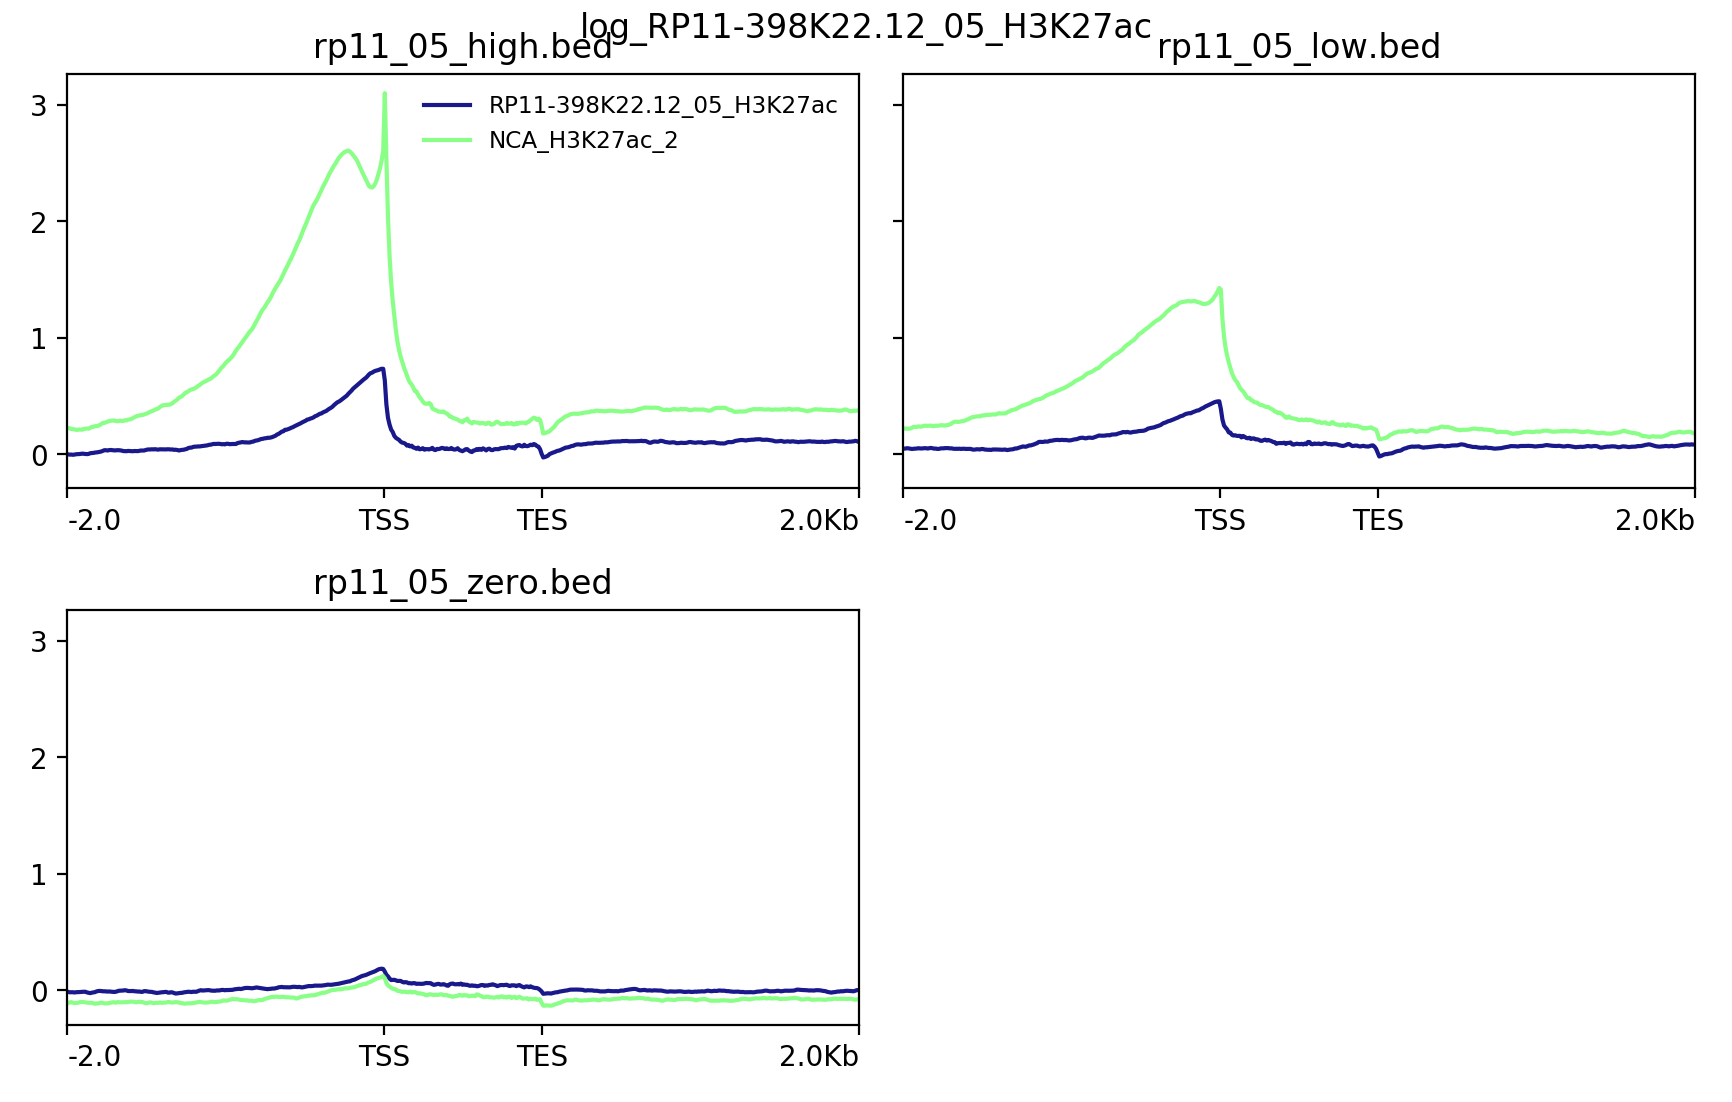 log_RP11-398K22.12_05_H3K27ac
rp11_05_high.bed
rp11_05_low.bed
3
2
1
0
RP11-398K22.12_05_H3K27ac
NCA_H3K27ac_2
-2.0 TSS TES 2.0Kb
-2.0 TSS TES 2.0Kb
rp11_05_zero.bed
3
2
1
0
-2.0 TSS TES 2.0Kb